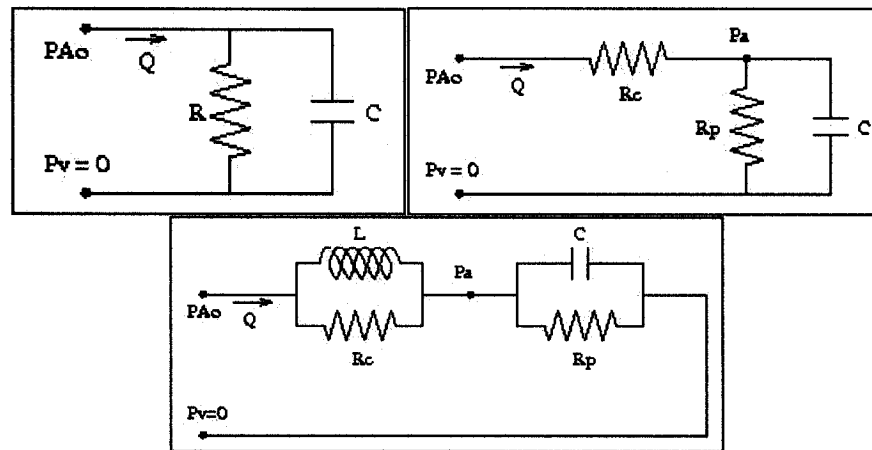 PAo
Q
R
C
Pv = 0
Pa
PAo
Q
Rc
Rp
C
Pv = 0
L
C
Pa
PAo
Q
Rc
Rp
Pv=0